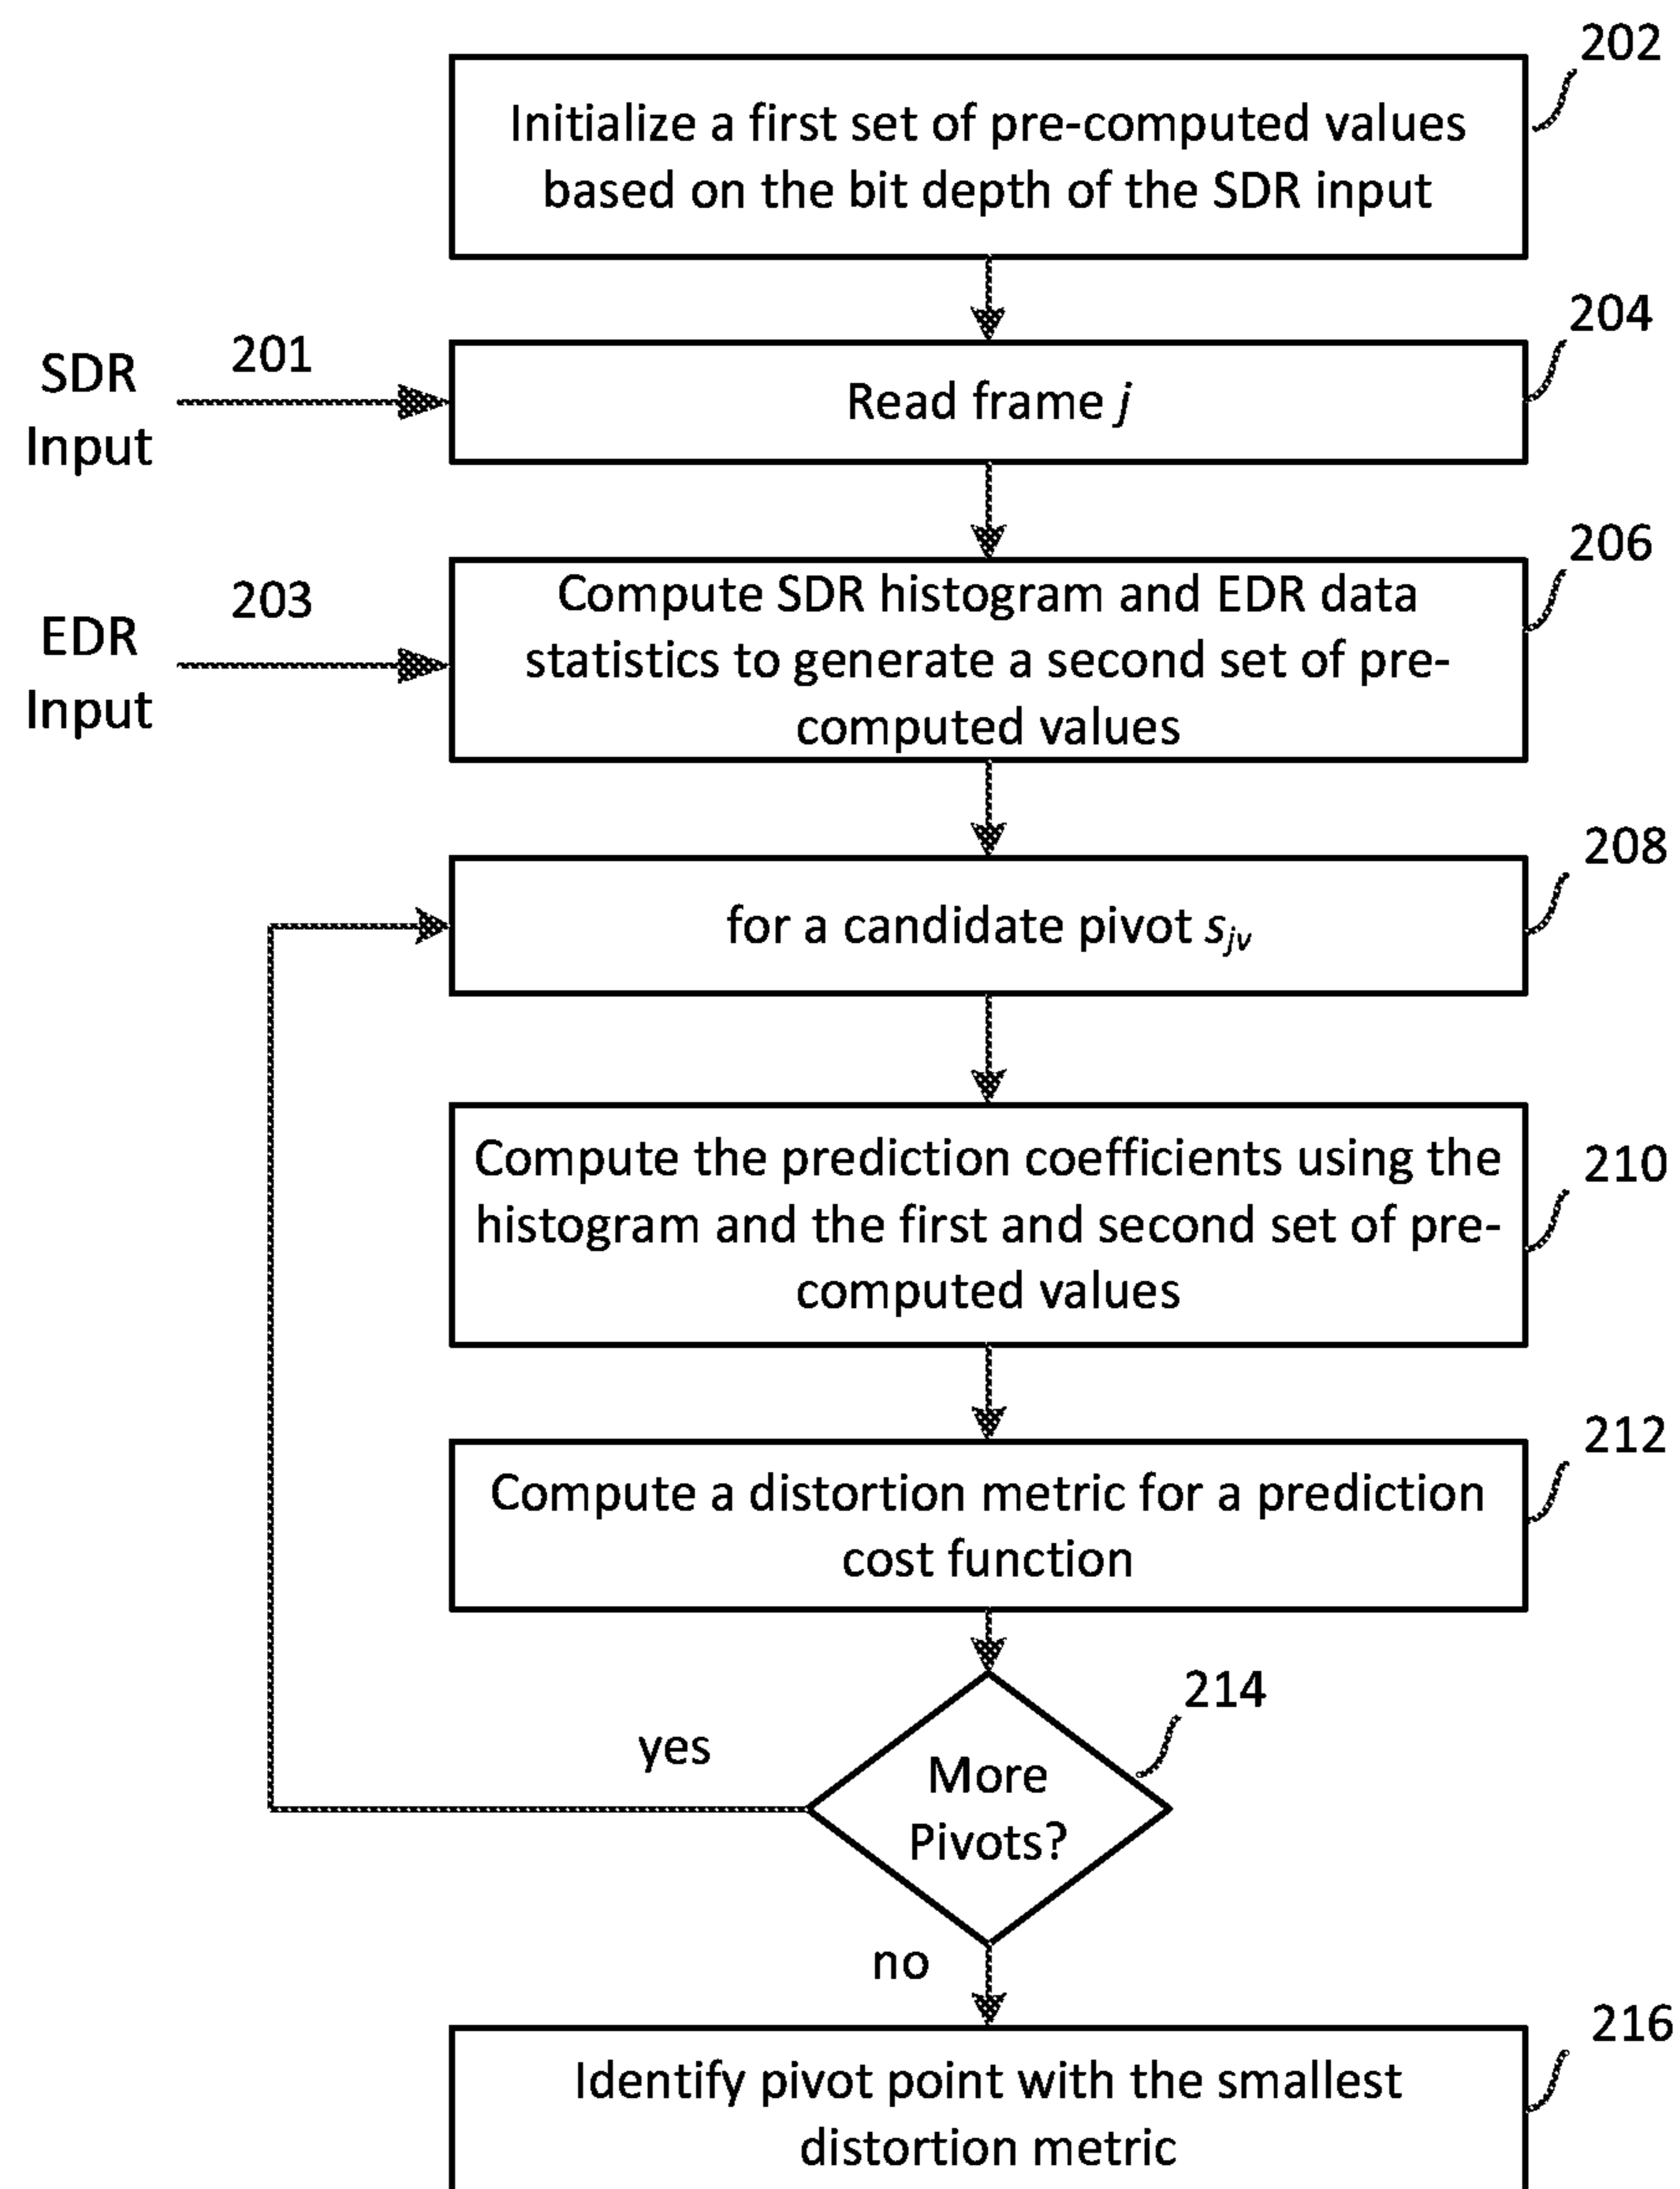 202
Initialize a first set of pre-computed values
based on the bit depth of the SDR input
204
SDR
Input
201
Read frame j
206
EDR
Input
203
Compute SDR histogram and EDR data
statistics to generate a second set of pre-
computed values
208
for a candidate pivot sjv
210
Compute the prediction coefficients using the
histogram and the first and second set of pre-
computed values
212
Compute a distortion metric for a prediction
cost function
214
yes
More
Pivots?
no
216
Identify pivot point with the smallest
distortion metric